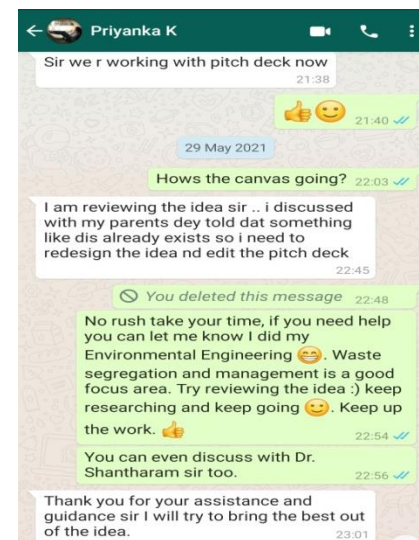 Priyanka K
Sir we r working with pitch deck now
21:38
👍🙂 21:40
29 May 2021
Hows the canvas going? 22:03
I am reviewing the idea sir .. i discussed
with my parents dey told dat something
like dis already exists so i need to
redesign the idea nd edit the pitch deck
22:45
You deleted this message 22:48
No rush take your time, if you need help
you can let me know I did my
Environmental Engineering 😁. Waste
segregation and management is a good
focus area. Try reviewing the idea :) keep
researching and keep going 🙂. Keep up
the work. 👍
22:54
You can even discuss with Dr.
Shantharam sir too. 22:56
Thank you for your assistance and
guidance sir I will try to bring the best out
of the idea. 23:01